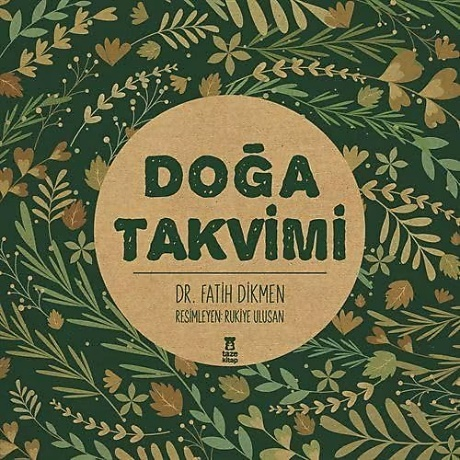 DOĞA
TAKVİMİ
DR. FATİH DİKMEN
RESİMLEYEN: RUKİYE ULUSAN
taze
kitap